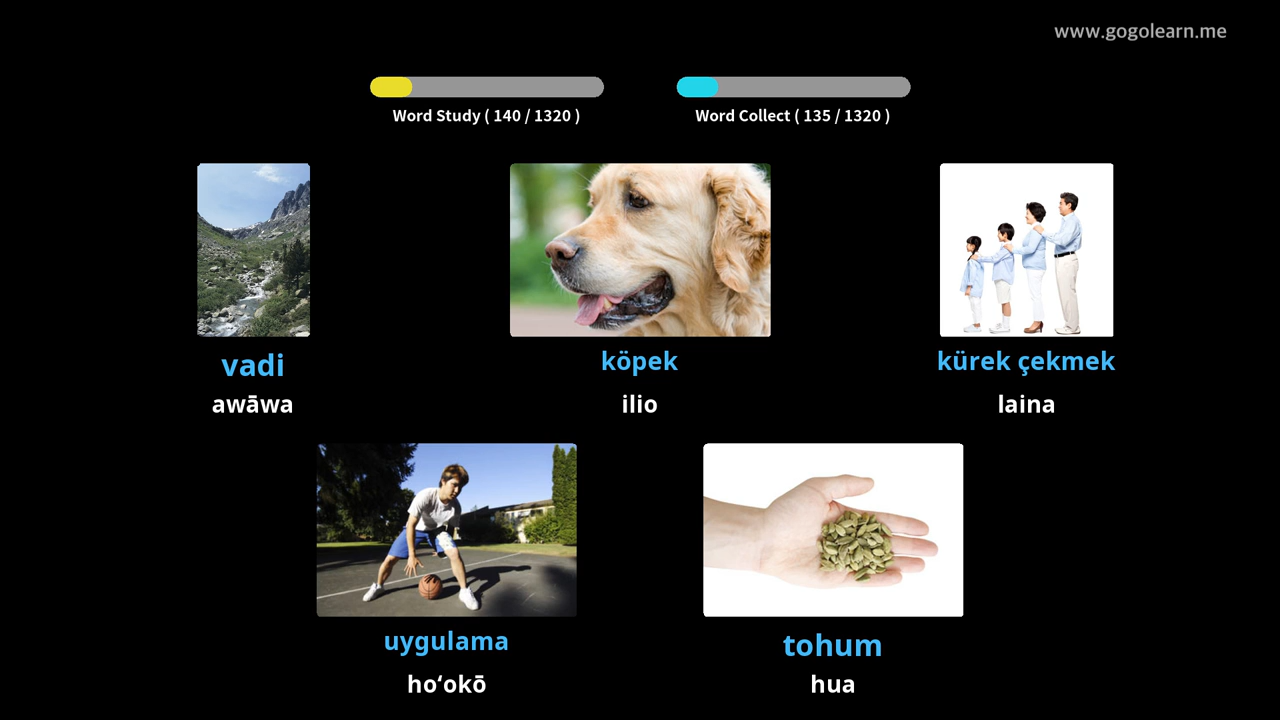 www.gogolearn.me
Word Study ( 140 / 1320 )
Word Collect ( 135 / 1320 )
vadi
awāwa
köpek
ilio
kürek çekmek
laina
uygulama
hoʻokō
tohum
hua